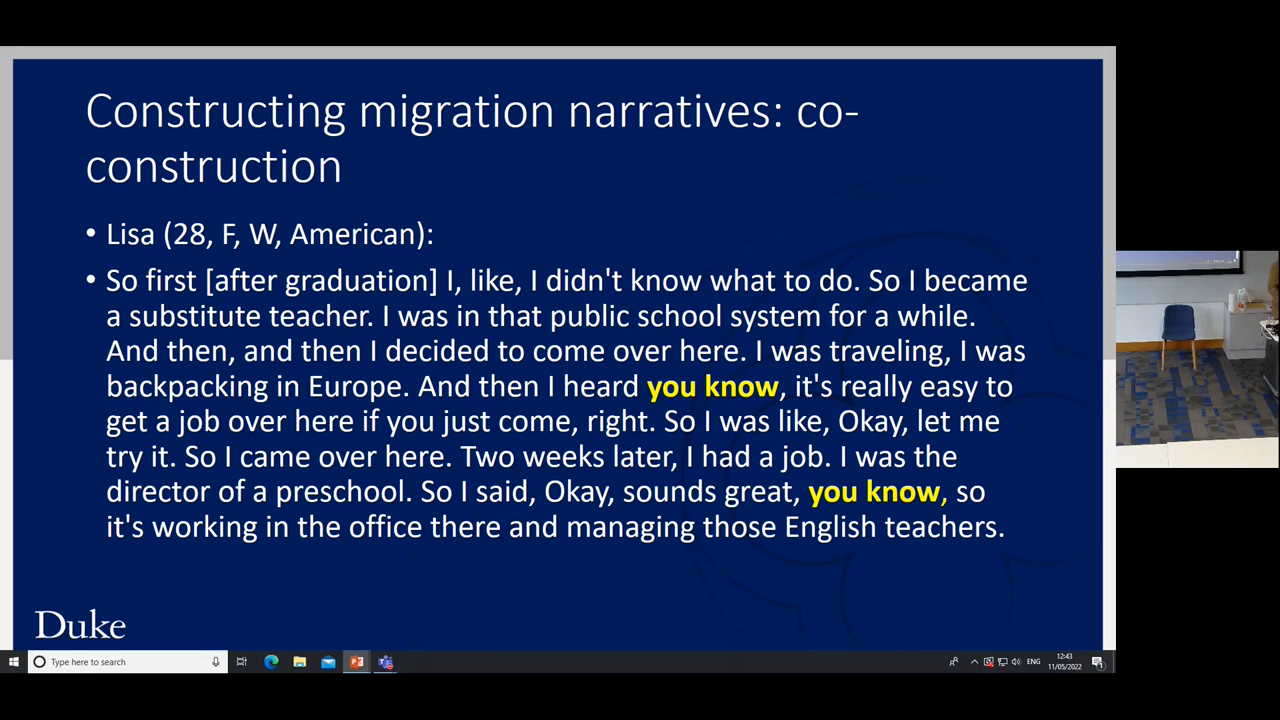 Constructing migration narratives: co-
construction
• Lisa (28, F, W, American):
• So first [after graduation] I, like, I didn't know what to do. So I became
a substitute teacher. I was in that public school system for a while.
And then, and then I decided to come over here. I was traveling, I was
backpacking in Europe. And then I heard you know, it's really easy to
get a job over here if you just come, right. So I was like, Okay, let me
try it. So I came over here. Two weeks later, I had a job. I was the
director of a preschool. So I said, Okay, sounds great, you know, so
it's working in the office there and managing those English teachers.
Duke
Type here to search
ENG
12:43
11/05/2022